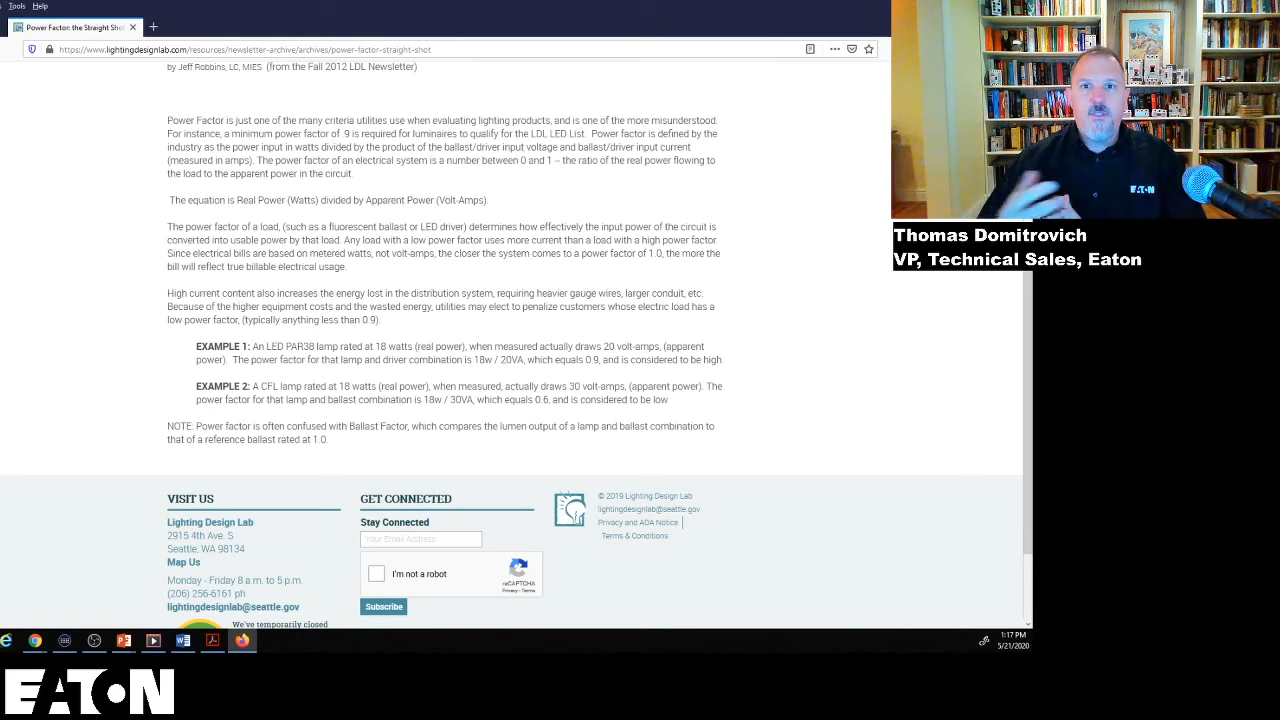 Tools Help
Power Factor: the Straight Shot
https://www.lightingdesignlab.com/resources/newsletter-archive/archives/power-factor-straight-shot
by Jeff Robbins, LC, MIES (from the Fall 2012 LDL Newsletter)
Power Factor is just one of the many criteria utilities use when evaluating lighting products, and is one of the more misunderstood.
For instance, a minimum power factor of .9 is required for luminaires to qualify for the LDL LED List. Power factor is defined by the
industry as the power input in watts divided by the product of the ballast/driver input voltage and ballast/driver input current
(measured in amps). The power factor of an electrical system is a number between 0 and 1 – the ratio of the real power flowing to
the load to the apparent power in the circuit.
The equation is Real Power (Watts) divided by Apparent Power (Volt-Amps).
The power factor of a load, (such as a fluorescent ballast or LED driver) determines how effectively the input power of the circuit is
converted into usable power by that load. Any load with a low power factor uses more current than a load with a high power factor.
Since electrical bills are based on metered watts, not volt-amps, the closer the system comes to a power factor of 1.0, the more the
bill will reflect true billable electrical usage.
High current content also increases the energy lost in the distribution system, requiring heavier gauge wires, larger conduit, etc.
Because of the higher equipment costs and the wasted energy, utilities may elect to penalize customers whose electric load has a
low power factor, (typically anything less than 0.9).
EXAMPLE 1: An LED PAR38 lamp rated at 18 watts (real power), when measured actually draws 20 volt-amps, (apparent
power). The power factor for that lamp and driver combination is 18w / 20VA, which equals 0.9, and is considered to be high.
EXAMPLE 2: A CFL lamp rated at 18 watts (real power), when measured, actually draws 30 volt-amps, (apparent power). The
power factor for that lamp and ballast combination is 18w / 30VA, which equals 0.6, and is considered to be low.
NOTE: Power factor is often confused with Ballast Factor, which compares the lumen output of a lamp and ballast combination to
that of a reference ballast rated at 1.0.
VISIT US
Lighting Design Lab
2915 4th Ave. S
Seattle, WA 98134
Map Us
Monday - Friday 8 a.m. to 5 p.m.
(206) 256-6161 ph
lightingdesignlab@seattle.gov
We've temporarily closed
GET CONNECTED
Stay Connected
Your Email Address
I'm not a robot
reCAPTCHA
Privacy - Terms
Subscribe
© 2019 Lighting Design Lab
lightingdesignlab@seattle.gov
Privacy and ADA Notice
Terms & Conditions
1:17 PM
5/21/2020
EATON
Thomas Domitrovich
VP, Technical Sales, Eaton
EATON